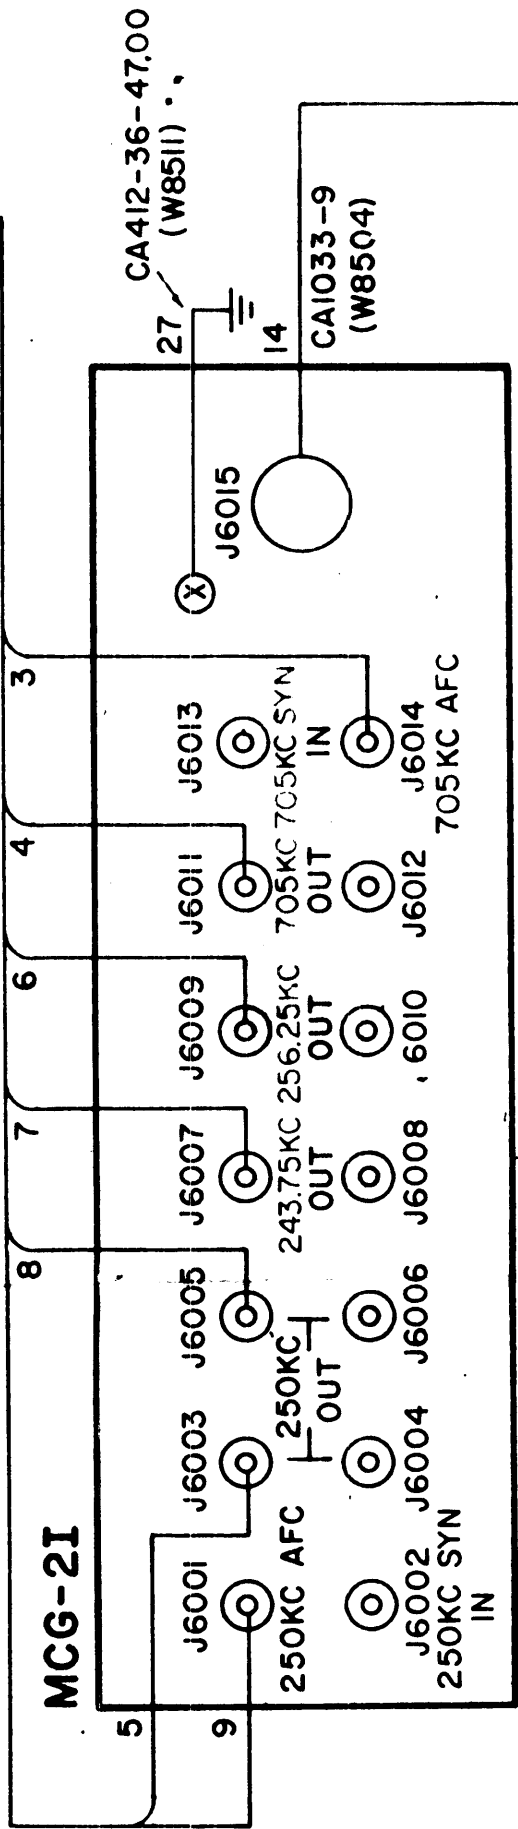 MCG-2I
CA412-36-47,00
(W8511)
27
14
CA1033-9
(W8504)
5
9
8
7
6
4
3
J6001
J6003
J6005
J6007
J6009
J6011
J6013
J6015
X
250KC AFC
250KC
OUT
243.75KC
OUT
256.25KC
OUT
705KC
OUT
705KC SYN
IN
J6002
250KC SYN
IN
J6004
J6006
J6008
6010
J6012
J6014
705KC AFC